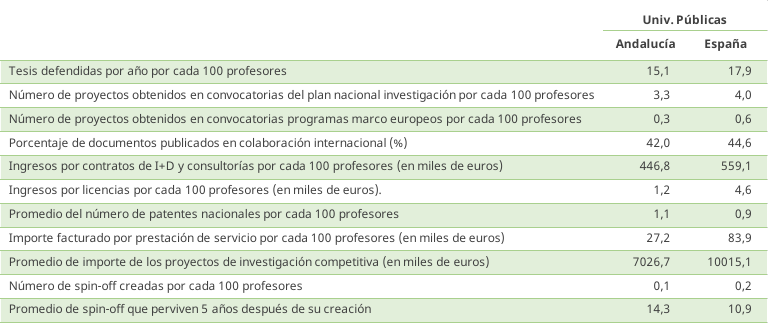 Univ. Públicas
Andalucía España
Tesis defendidas por año por cada 100 profesores 15,1 17,9
Número de proyectos obtenidos en convocatorias del plan nacional investigación por cada 100 profesores 3,3 4,0
Número de proyectos obtenidos en convocatorias programas marco europeos por cada 100 profesores 0,3 0,6
Porcentaje de documentos publicados en colaboración internacional (%) 42,0 44,6
Ingresos por contratos de I+D y consultorías por cada 100 profesores (en miles de euros) 446,8 559,1
Ingresos por licencias por cada 100 profesores (en miles de euros). 1,2 4,6
Promedio del número de patentes nacionales por cada 100 profesores 1,1 0,9
Importe facturado por prestación de servicio por cada 100 profesores (en miles de euros) 27,2 83,9
Promedio de importe de los proyectos de investigación competitiva (en miles de euros) 7026,7 10015,1
Número de spin-off creadas por cada 100 profesores 0,1 0,2
Promedio de spin-off que perviven 5 años después de su creación 14,3 10,9